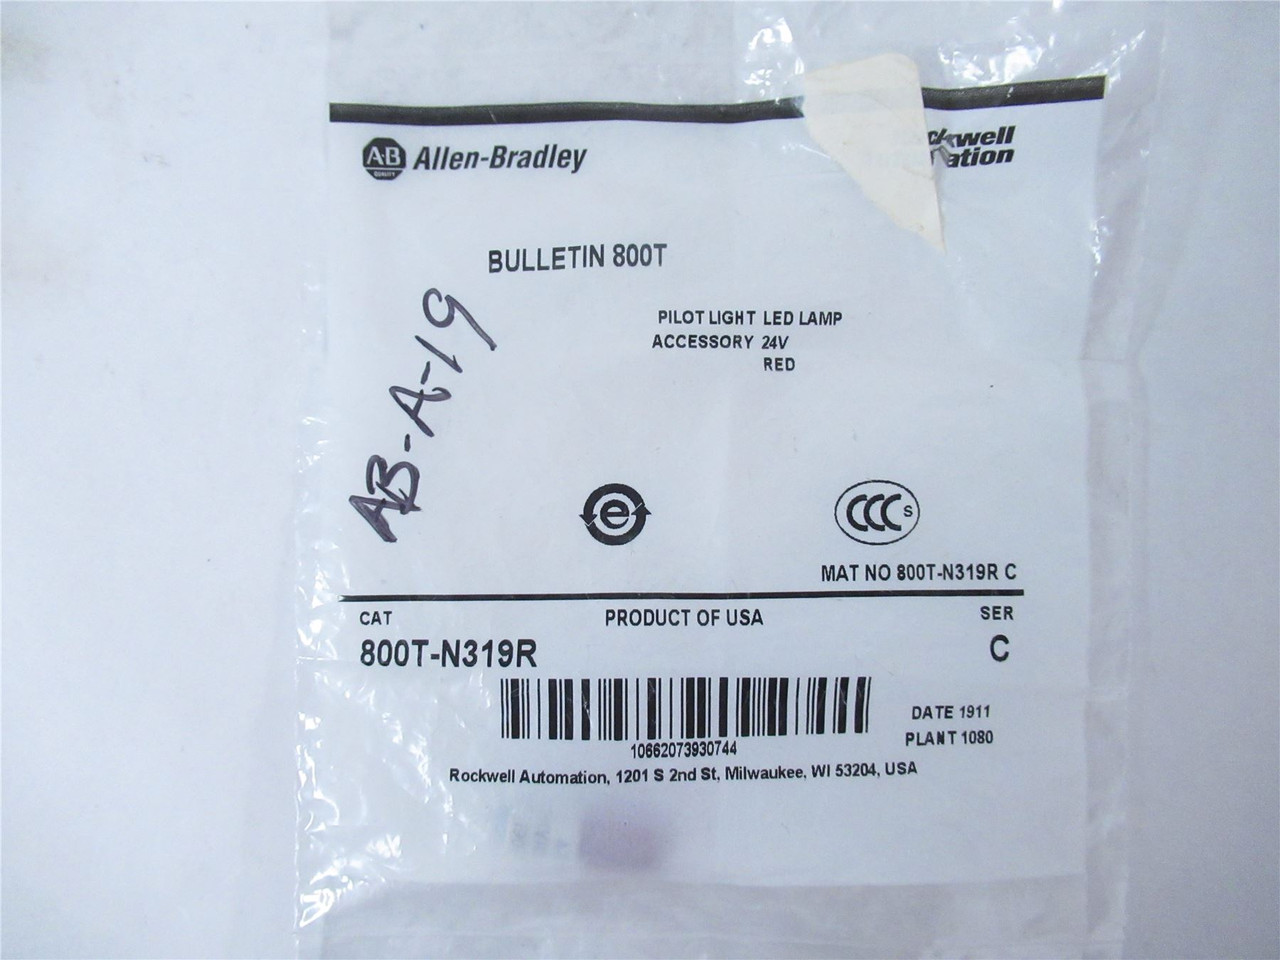 A-B
QUALITY
Allen-Bradley
ckwell
ation
BULLETIN 800T
PILOT LIGHT LED LAMP
ACCESSORY 24V
RED
AB-A-19
e
CCC S
MAT NO 800T-N319R C
CAT
PRODUCT OF USA
SER
800T-N319R
C
DATE 1911
PLANT 1080
10662073930744
Rockwell Automation, 1201 S 2nd St, Milwaukee, WI 53204, USA